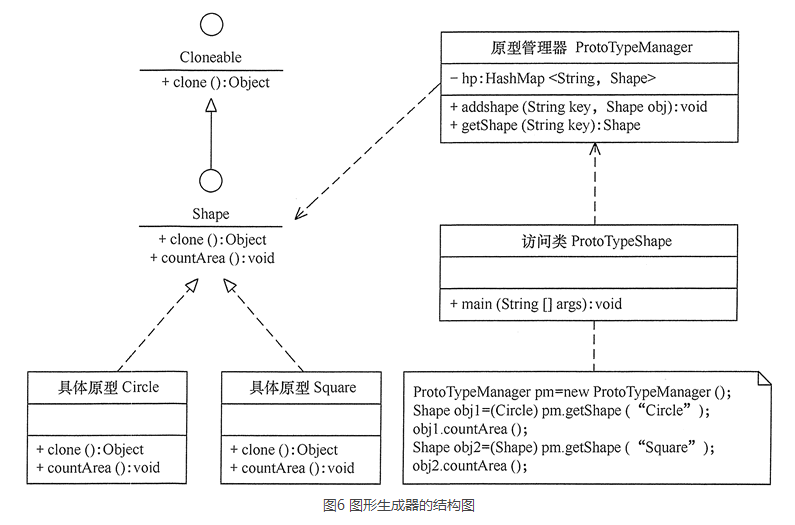 Cloneable
+ clone ():Object
Shape
+ clone ():Object
+ countArea ():void
具体原型 Circle
+ clone ():Object
+ countArea ():void
具体原型 Square
+ clone ():Object
+ countArea ():void
原型管理器 ProtoTypeManager
- hp:HashMap <String, Shape>
+ addshape (String key, Shape obj):void
+ getShape (String key):Shape
访问类 ProtoTypeShape
+ main (String [] args):void
ProtoTypeManager pm=new ProtoTypeManager ();
Shape obj1=(Circle) pm.getShape (“Circle”);
obj1.countArea ();
Shape obj2=(Shape) pm.getShape (“Square”);
obj2.countArea ();
图6 图形生成器的结构图